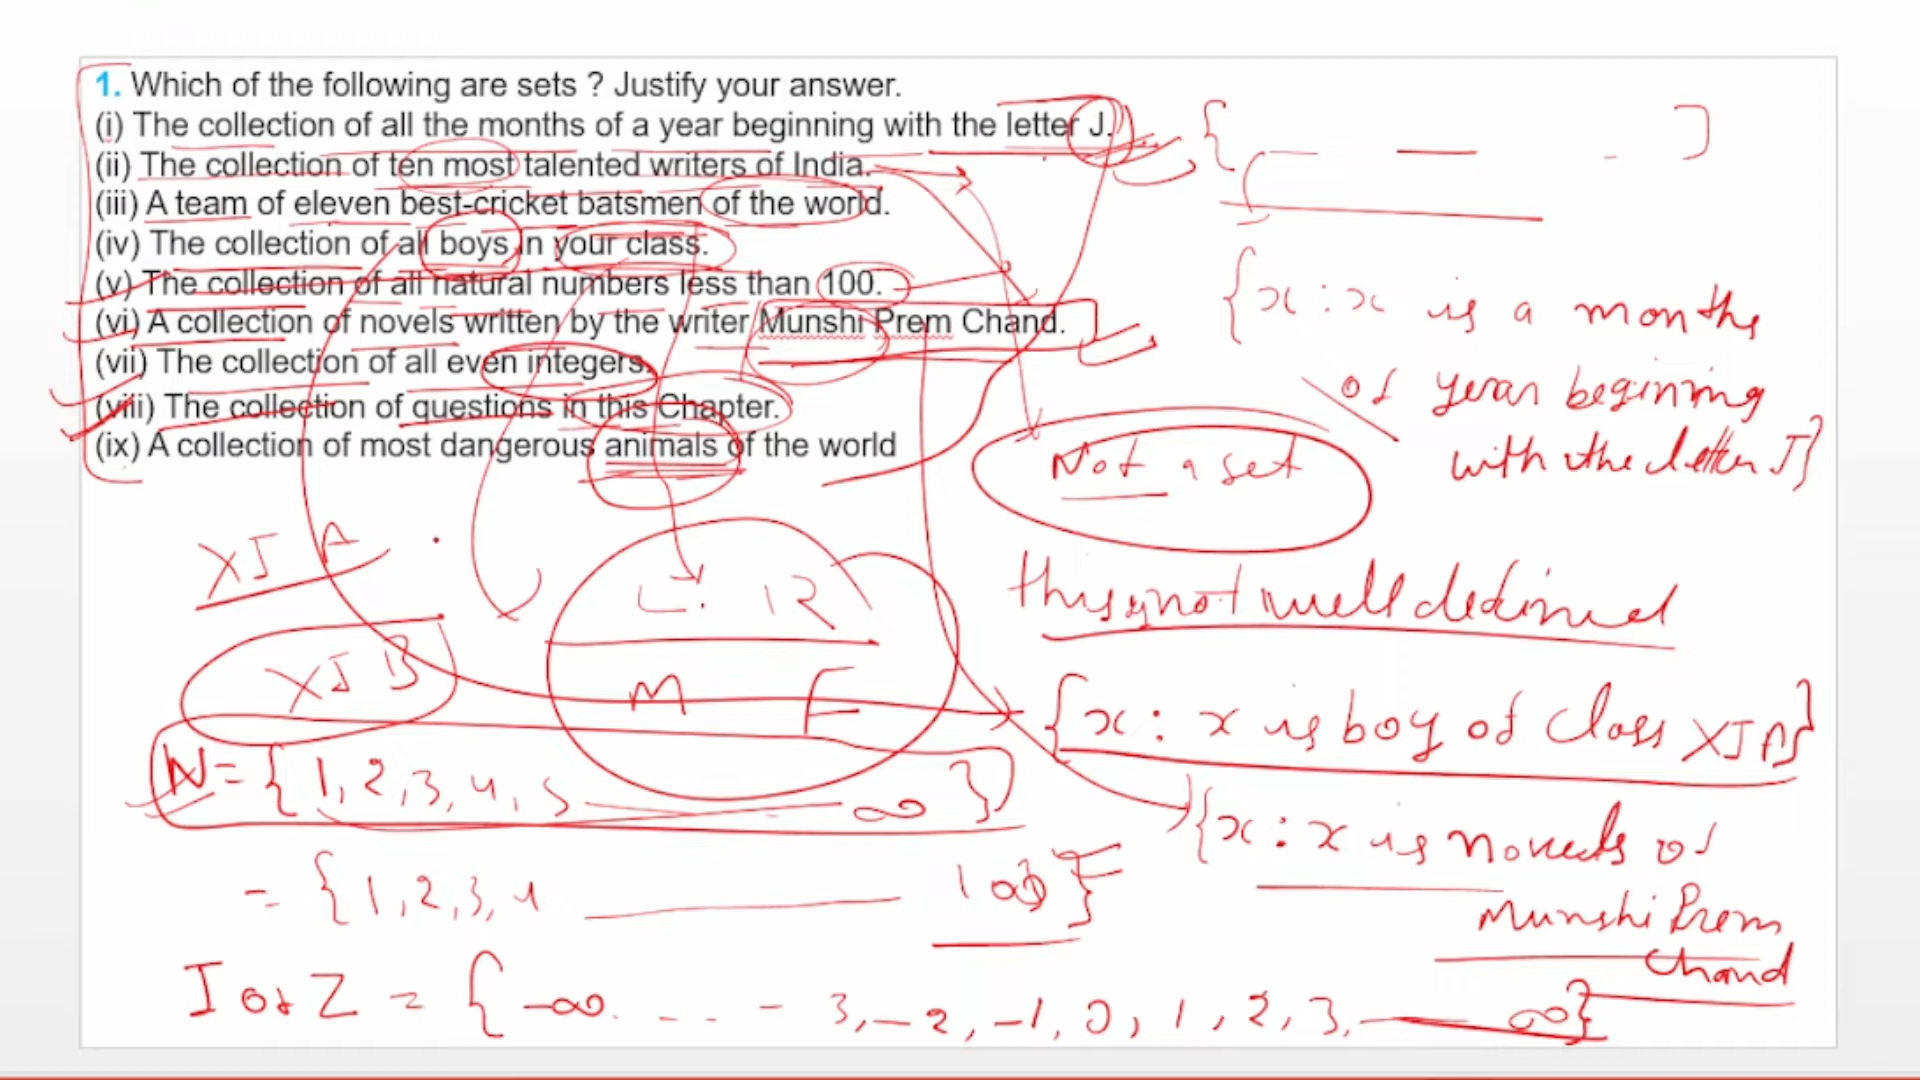 1. Which of the following are sets ? Justify your answer.
(i) The collection of all the months of a year beginning with the letter J.
(ii) The collection of ten most talented writers of India.
(iii) A team of eleven best-cricket batsmen of the world.
(iv) The collection of all boys in your class.
(v) The collection of all natural numbers less than 100.
(vi) A collection of novels written by the writer Munshi Prem Chand.
(vii) The collection of all even integers.
(viii) The collection of questions in this Chapter.
(ix) A collection of most dangerous animals of the world
{x : x is a months
of year beginning
with the letter J}
Not a set
this is not well defined
XI A
XI B
L. R
M F
{x : x is boy of class XI A}
N = {1, 2, 3, 4, 5 ∞}
{x : x is novels of
Munshi Prem
Chand
= {1, 2, 3, 4 100}
I or Z = {-∞ . . . - 3, -2, -1, 0, 1, 2, 3, ∞}